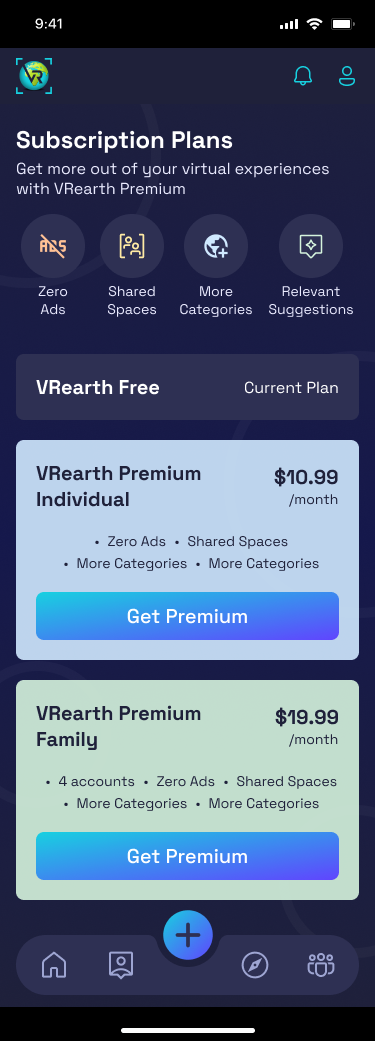 9:41
VR
Subscription Plans
Get more out of your virtual experiences
with VRearth Premium
ADS
Zero
Ads
Shared
Spaces
More
Categories
Relevant
Suggestions
VRearth Free
Current Plan
VRearth Premium
Individual
$10.99
/month
• Zero Ads • Shared Spaces
• More Categories • More Categories
Get Premium
VRearth Premium
Family
$19.99
/month
• 4 accounts • Zero Ads • Shared Spaces
• More Categories • More Categories
Get Premium